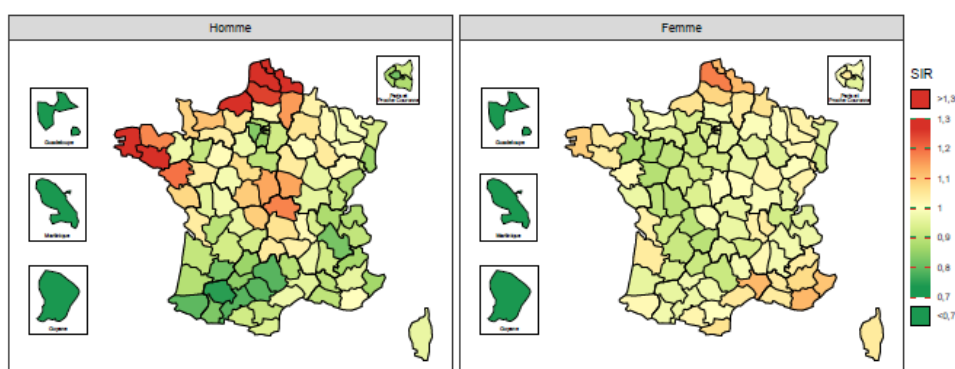 Homme
Femme
Paris et
Proche Couronne
Paris et
Proche Couronne
SIR
>1,3
1,3
1,2
1,1
1
0,9
0,8
0,7
<0,7
Guadeloupe
Guadeloupe
Martinique
Martinique
Guyane
Guyane